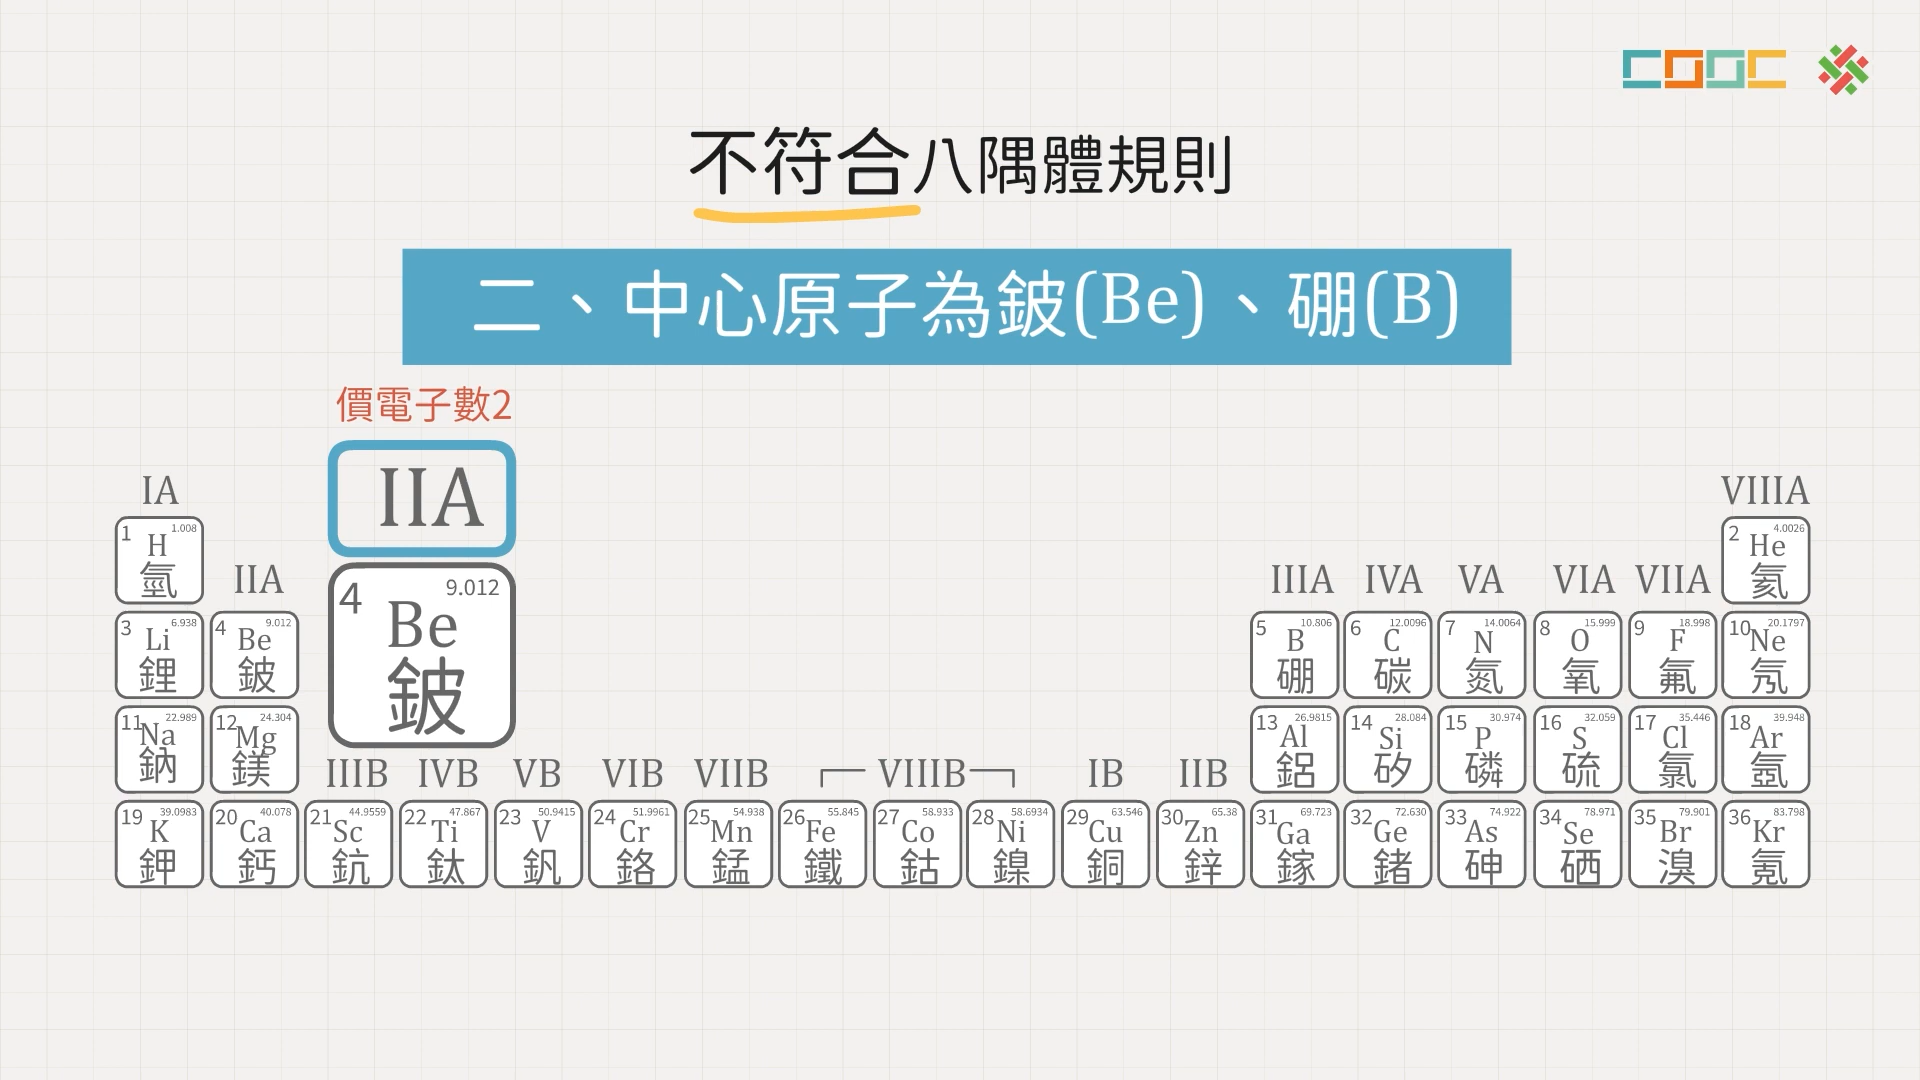 COOC
不符合八隅體規則
二、中心原子為鈹(Be)、硼(B)
價電子數2
IIA
4 9.012
Be
鈹
IA VIIIA
1 1.008 2 4.0026
H He
氫 氦
IIA IIIA IVA VA VIA VIIA
3 6.938 4 9.012 5 10.806 6 12.0096 7 14.0064 8 15.999 9 18.998 10 20.1797
Li Be B C N O F Ne
鋰 鈹 硼 碳 氮 氧 氟 氖
11 22.989 12 24.304 13 26.9815 14 28.084 15 30.974 16 32.059 17 35.446 18 39.948
Na Mg Al Si P S Cl Ar
鈉 鎂 鋁 矽 磷 硫 氯 氬
IIIB IVB VB VIB VIIB VIIIB IB IIB
19 39.0983 20 40.078 21 44.9559 22 47.867 23 50.9415 24 51.9961 25 54.938 26 55.845 27 58.933 28 58.6934 29 63.546 30 65.38 31 69.723 32 72.630 33 74.922 34 78.971 35 79.901 36 83.798
K Ca Sc Ti V Cr Mn Fe Co Ni Cu Zn Ga Ge As Se Br Kr
鉀 鈣 鈧 鈦 釩 鉻 錳 鐵 鈷 鎳 銅 鋅 鎵 鍺 砷 硒 溴 氪